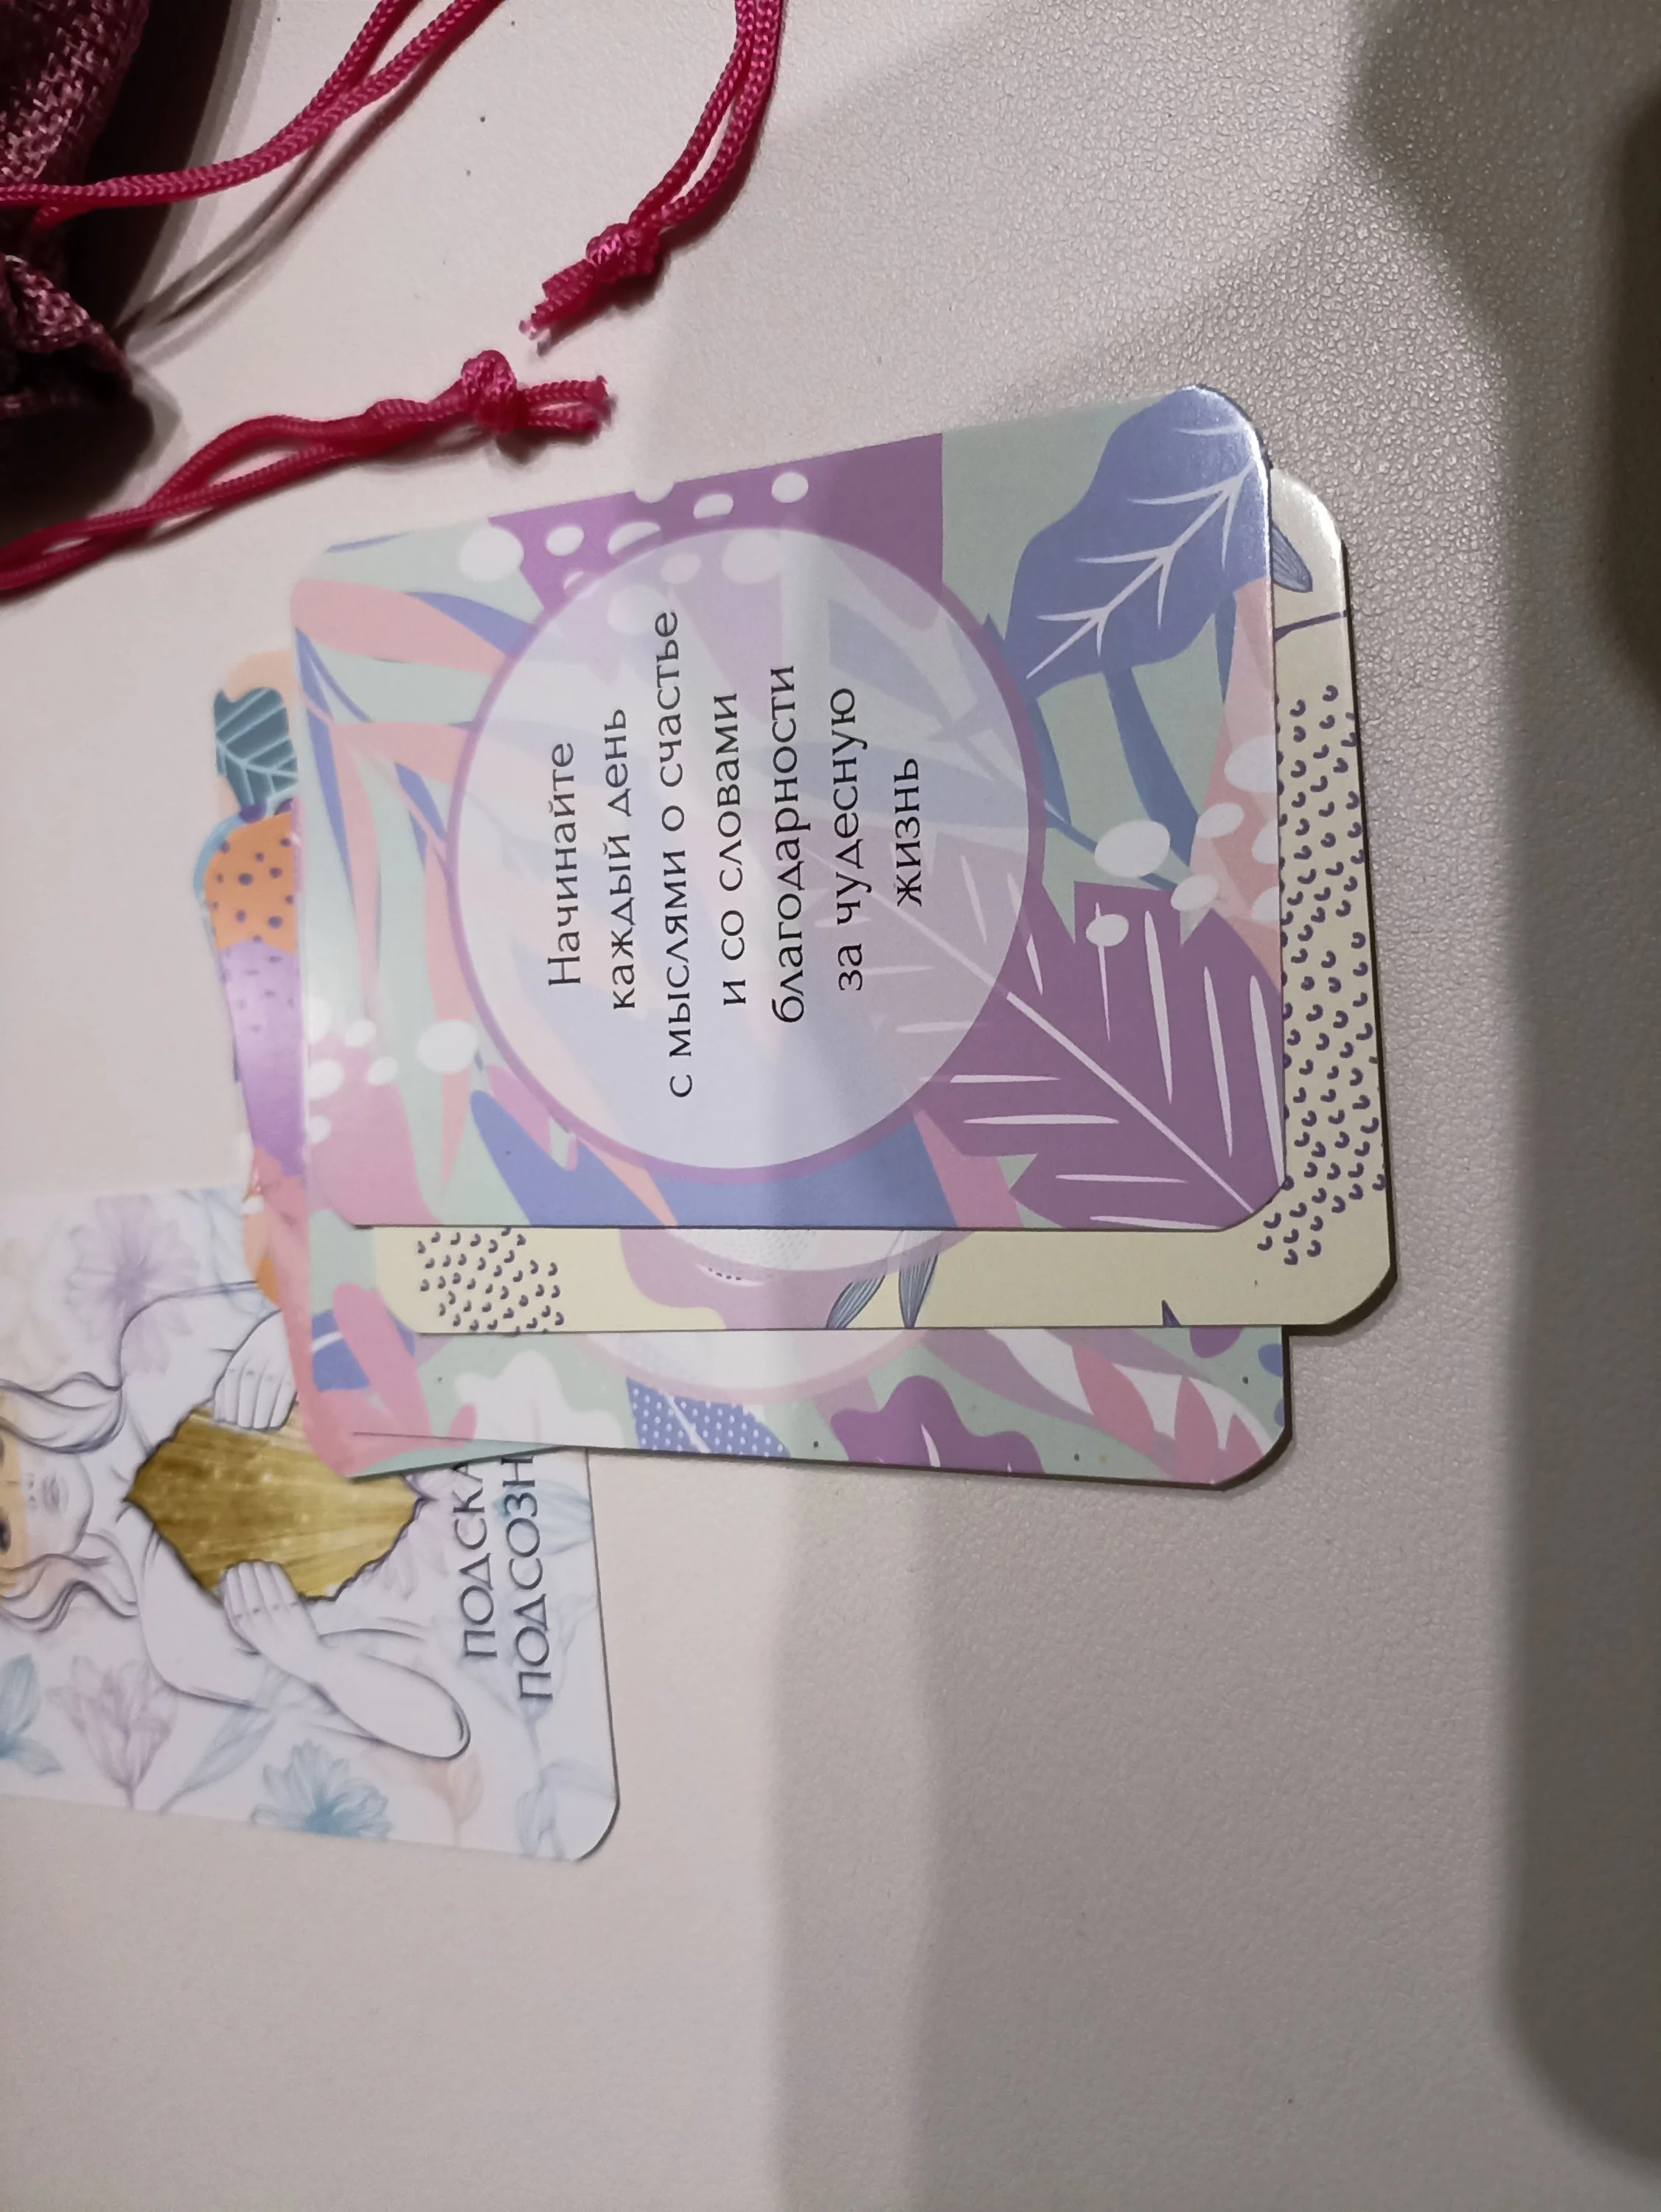 Начинайте
каждый день
с мыслями о счастье
и со словами
благодарности
за чудесную
жизнь